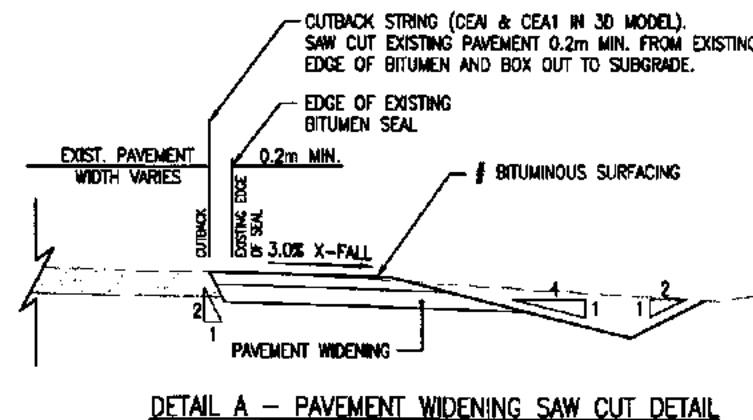 CUTBACK STRING (CEA1 & CEA1 IN 3D MODEL).
SAW CUT EXISTING PAVEMENT 0.2m MIN. FROM EXISTING
EDGE OF BITUMEN AND BOX OUT TO SUBGRADE.
EDGE OF EXISTING
BITUMEN SEAL
EXIST. PAVEMENT
WIDTH VARIES
0.2m MIN.
# BITUMINOUS SURFACING
CUTBACK
EXISTING EDGE
OF SEAL
3.0% X-FALL
4
1
2
1
2
1
PAVEMENT WIDENING
DETAIL A – PAVEMENT WIDENING SAW CUT DETAIL